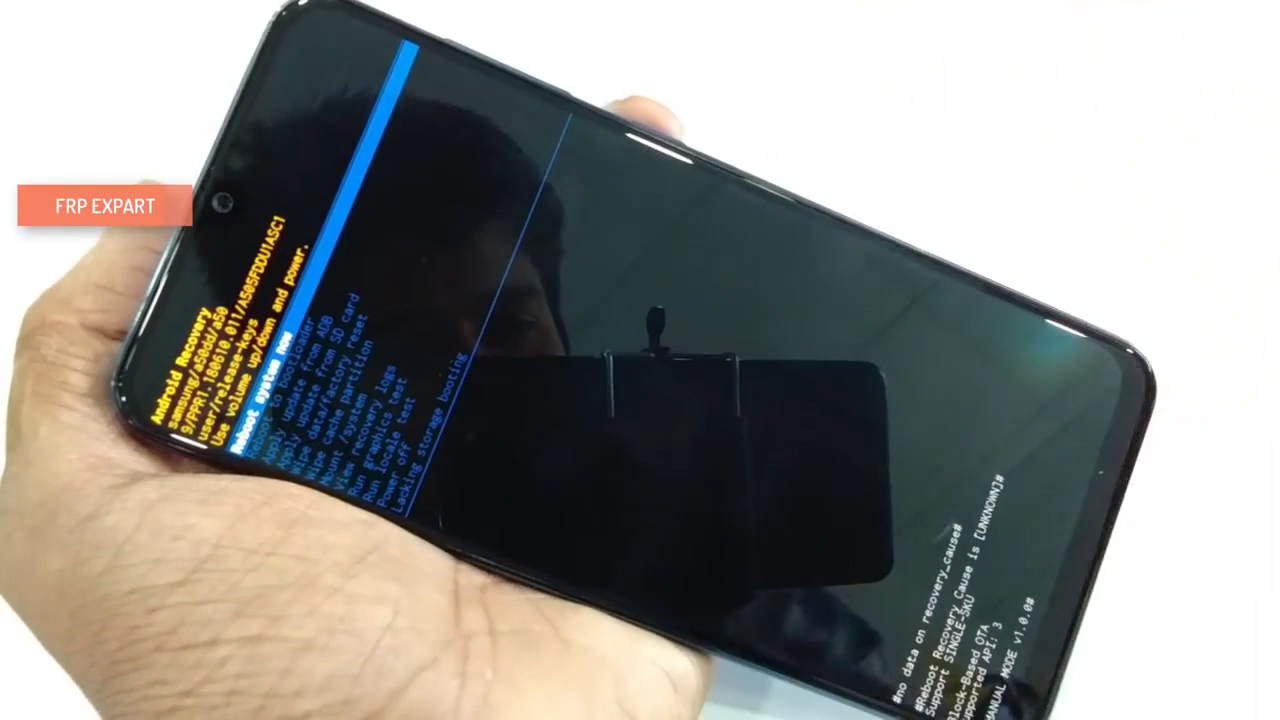 FRP EXPART
Android Recovery
samsung/a50dd/a50
9/PPR1.180610.011/A505FDDU1ASC1
user/release-keys
Use volume up/down and power.
Reboot system now
Reboot to bootloader
Apply update from ADB
Apply update from SD card
Wipe data/factory reset
Wipe cache partition
Mount /system
View recovery logs
Run graphics test
Run locale test
Power off
Lacking storage booting
#no data on recovery_cause#
#Reboot Recovery Cause is [UNKNOWN]#
Support SINGLE-SKU
Block-Based OTA
Supported API: 3
MANUAL MODE v1.0.0#